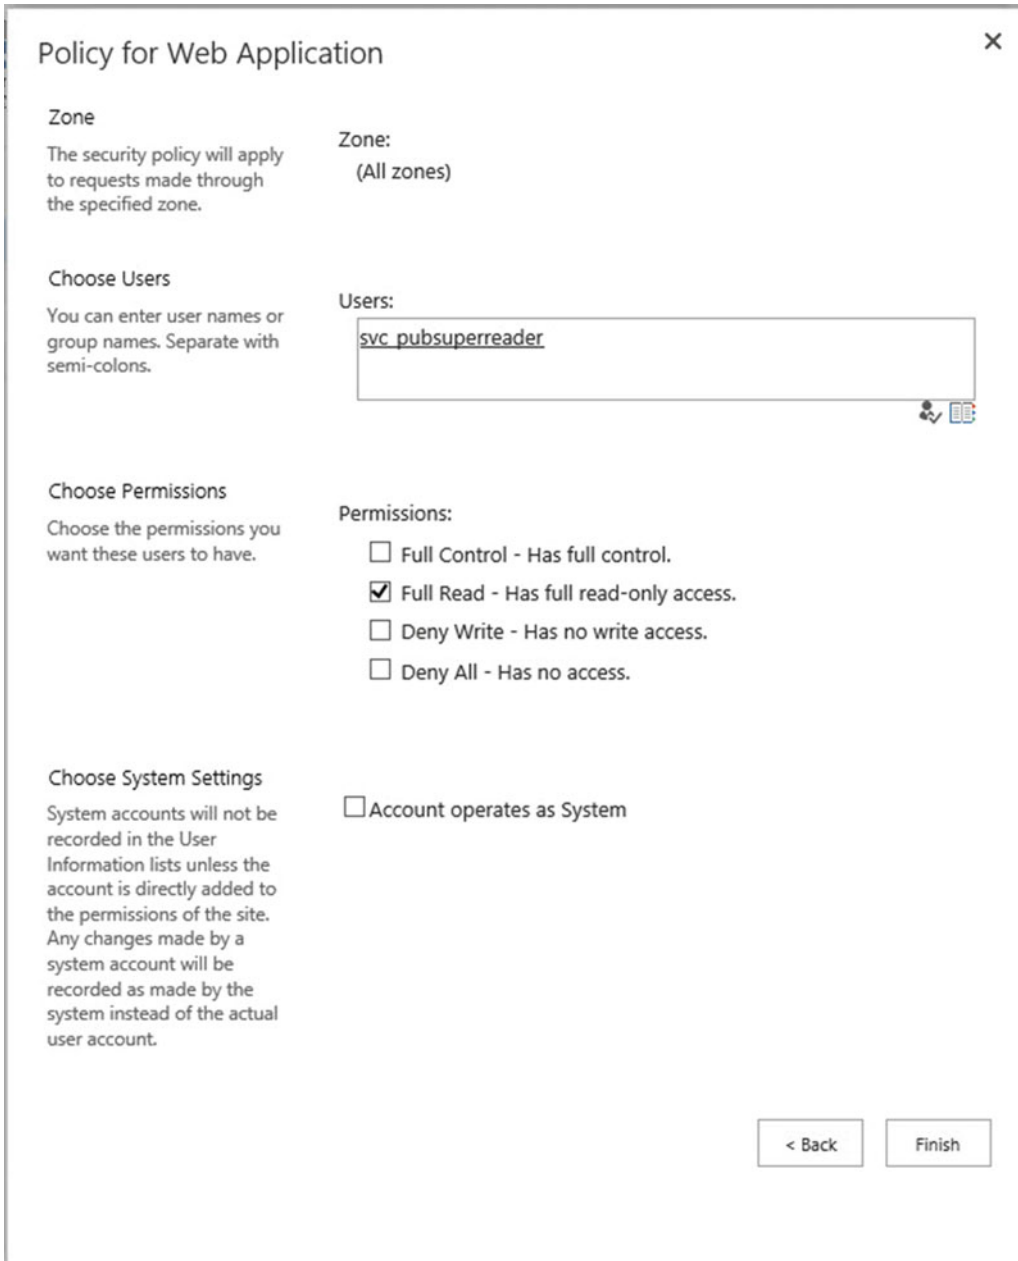 Policy for Web Application
Zone
The security policy will apply
to requests made through
the specified zone.
Zone:
(All zones)
Choose Users
You can enter user names or
group names. Separate with
semi-colons.
Users:
svc_pubsuperreader
Choose Permissions
Choose the permissions you
want these users to have.
Permissions:
Full Control - Has full control.
Full Read - Has full read-only access.
Deny Write - Has no write access.
Deny All - Has no access.
Choose System Settings
System accounts will not be
recorded in the User
Information lists unless the
account is directly added to
the permissions of the site.
Any changes made by a
system account will be
recorded as made by the
system instead of the actual
user account.
Account operates as System
< Back
Finish